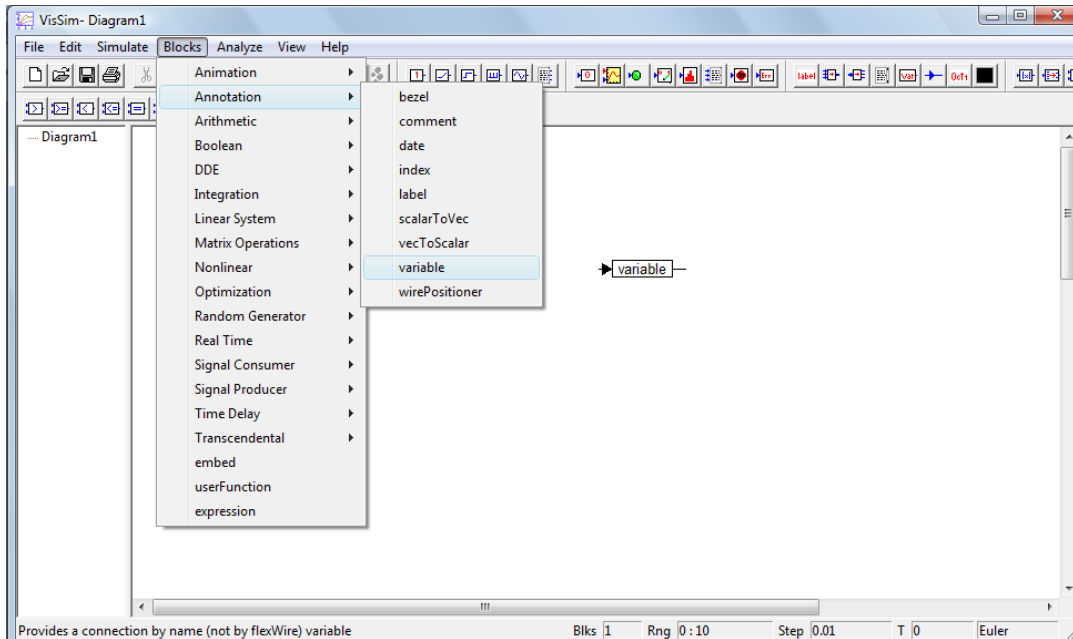 VisSim- Diagram1
File Edit Simulate Blocks Analyze View Help
label var 0cft
Diagram1
Animation
Annotation
Arithmetic
Boolean
DDE
Integration
Linear System
Matrix Operations
Nonlinear
Optimization
Random Generator
Real Time
Signal Consumer
Signal Producer
Time Delay
Transcendental
embed
userFunction
expression
bezel
comment
date
index
label
scalarToVec
vecToScalar
variable
wirePositioner
variable
Provides a connection by name (not by flexWire) variable Blks 1 Rng 0 : 10 Step 0.01 T 0 Euler